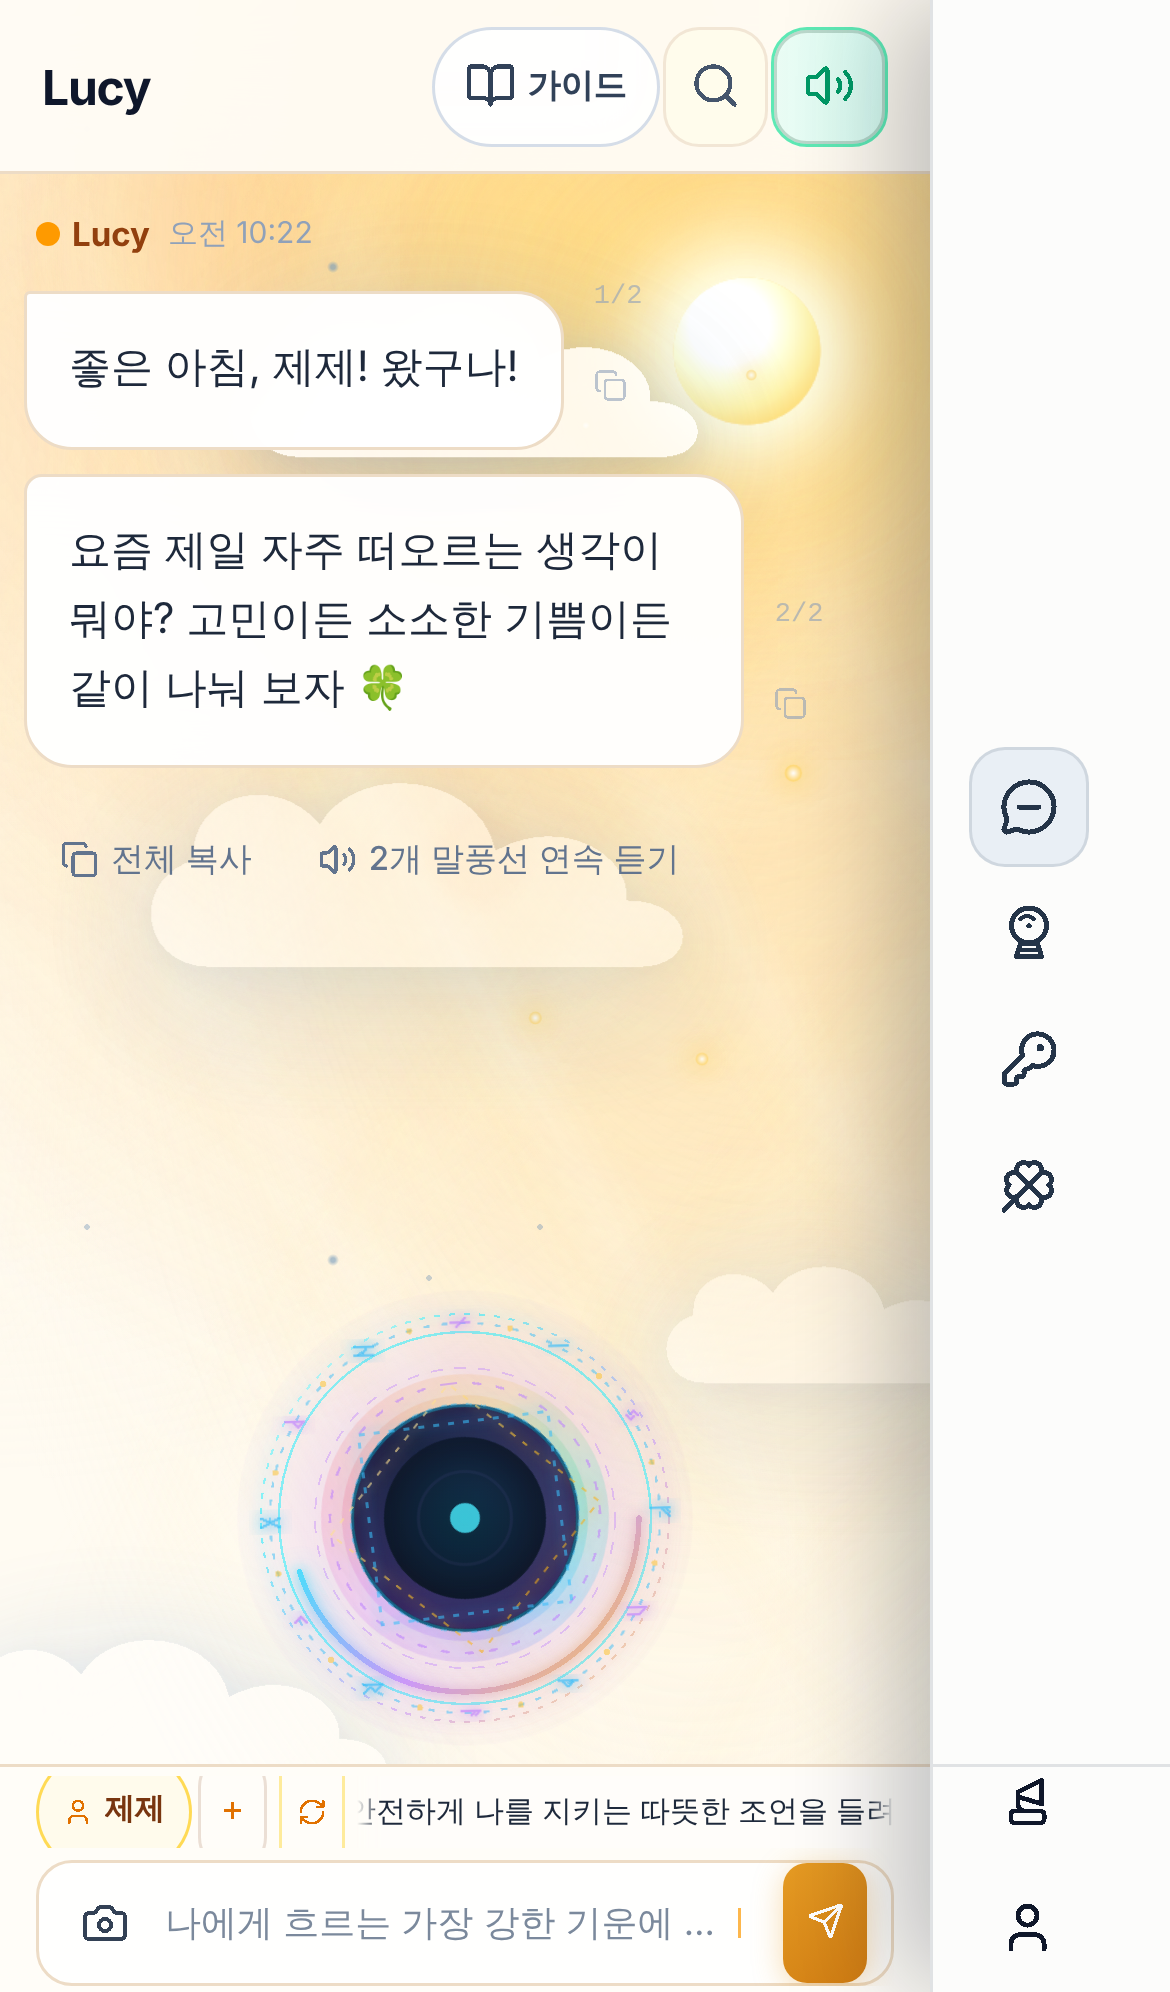 Lucy
가이드
Lucy 오전 10:22
좋은 아침, 제제! 왔구나!
1/2
요즘 제일 자주 떠오르는 생각이
뭐야? 고민이든 소소한 기쁨이든
같이 나눠 보자 🍀
2/2
전체 복사 2개 말풍선 연속 듣기
제제 + 안전하게 나를 지키는 따뜻한 조언을 들려
나에게 흐르는 가장 강한 기운에 ...